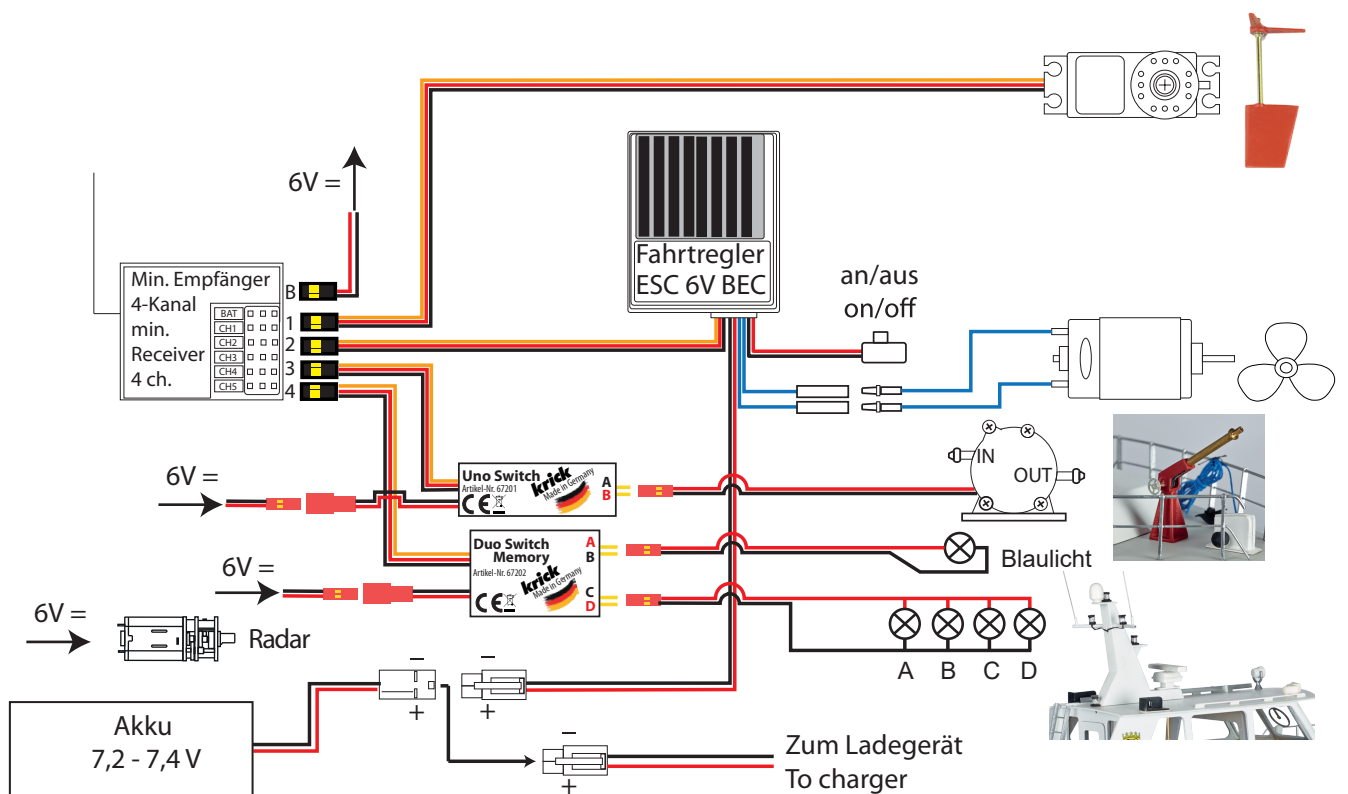 6V =
Min. Empfänger
4-Kanal
min.
Receiver
4 ch.
BAT
CH1
CH2
CH3
CH4
CH5
B
1
2
3
4
Fahrtregler
ESC 6V BEC
an/aus
on/off
IN
OUT
6V =
Uno Switch
Artikel-Nr. 67201
CE
krick
Made in Germany
A
B
6V =
Duo Switch
Memory
Artikel-Nr. 67202
CE
krick
Made in Germany
A
B
C
D
Blaulicht
A B C D
6V =
Radar
Akku
7,2 - 7,4 V
–
+
–
+
–
+
Zum Ladegerät
To charger